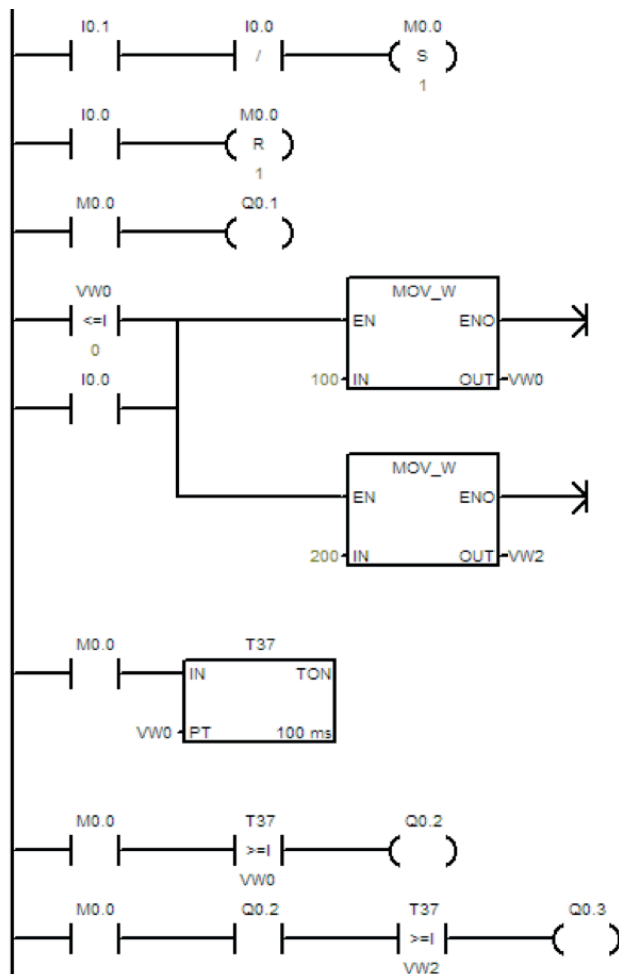 I0.1 I0.0 M0.0
/ S
1
I0.0 M0.0
R
1
M0.0 Q0.1
VW0
<=I
0
MOV_W
EN ENO
100 IN OUT VW0
I0.0
MOV_W
EN ENO
200 IN OUT VW2
M0.0 T37
IN TON
VW0 PT 100 ms
M0.0 T37 Q0.2
>=I
VW0
M0.0 Q0.2 T37 Q0.3
>=I
VW2